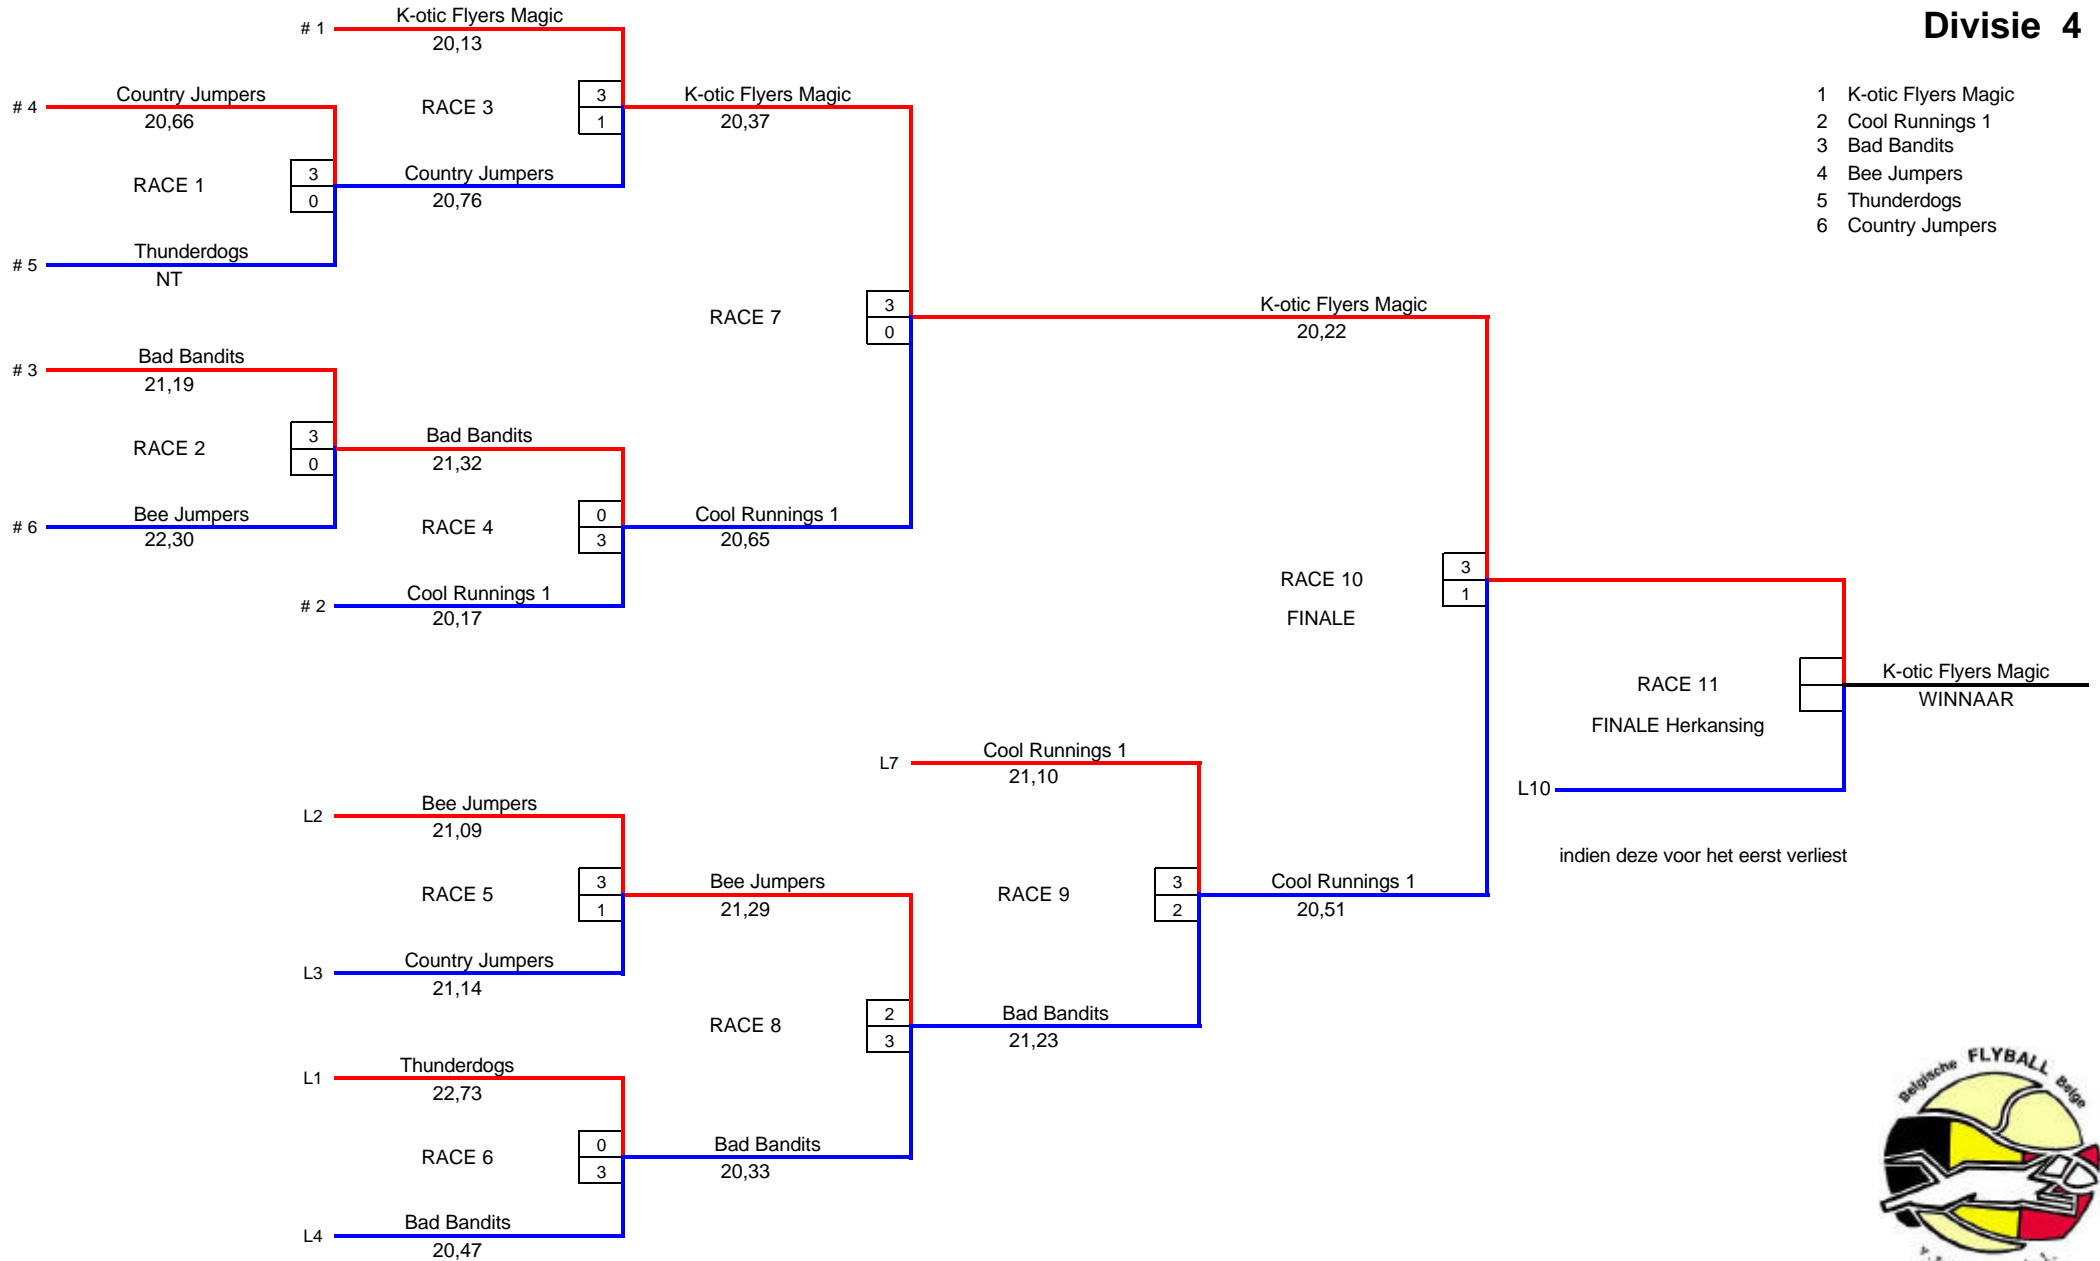 Divisie 4
1 K-otic Flyers Magic
2 Cool Runnings 1
3 Bad Bandits
4 Bee Jumpers
5 Thunderdogs
6 Country Jumpers
# 1
K-otic Flyers Magic
20,13
# 4
Country Jumpers
20,66
RACE 3
3
1
K-otic Flyers Magic
20,37
RACE 1
3
0
Country Jumpers
20,76
# 5
Thunderdogs
NT
RACE 7
3
0
K-otic Flyers Magic
20,22
# 3
Bad Bandits
21,19
RACE 2
3
0
Bad Bandits
21,32
# 6
Bee Jumpers
22,30
RACE 4
0
3
Cool Runnings 1
20,65
# 2
Cool Runnings 1
20,17
RACE 10
FINALE
3
1
RACE 11
FINALE Herkansing
K-otic Flyers Magic
WINNAAR
L10
indien deze voor het eerst verliest
L7
Cool Runnings 1
21,10
L2
Bee Jumpers
21,09
RACE 5
3
1
Bee Jumpers
21,29
RACE 9
3
2
Cool Runnings 1
20,51
L3
Country Jumpers
21,14
RACE 8
2
3
Bad Bandits
21,23
L1
Thunderdogs
22,73
RACE 6
0
3
Bad Bandits
20,33
L4
Bad Bandits
20,47
Belgische FLYBALL Belge